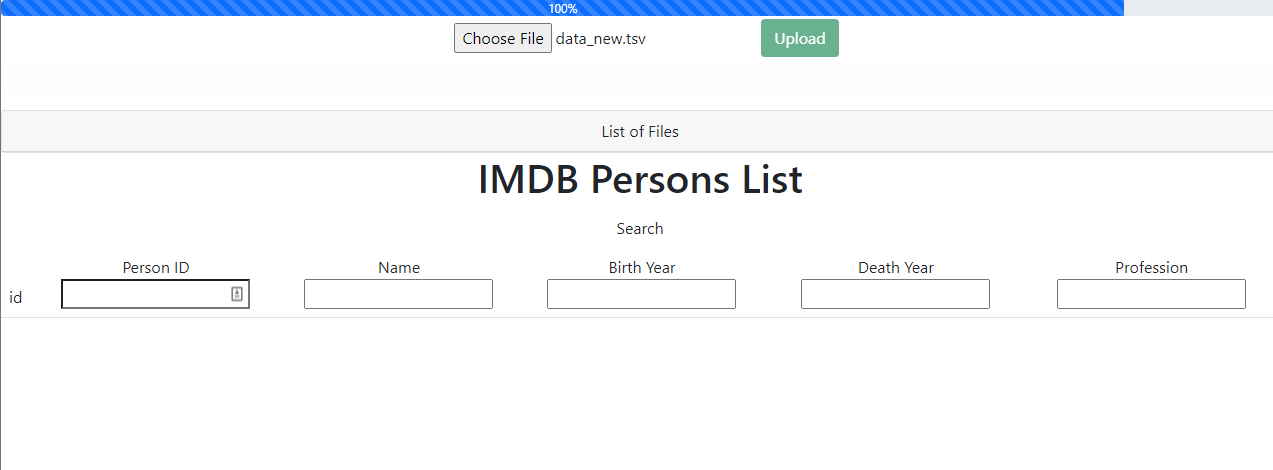 100%
Choose File data_new.tsv Upload
List of Files
IMDB Persons List
Search
Person ID Name Birth Year Death Year Profession
id